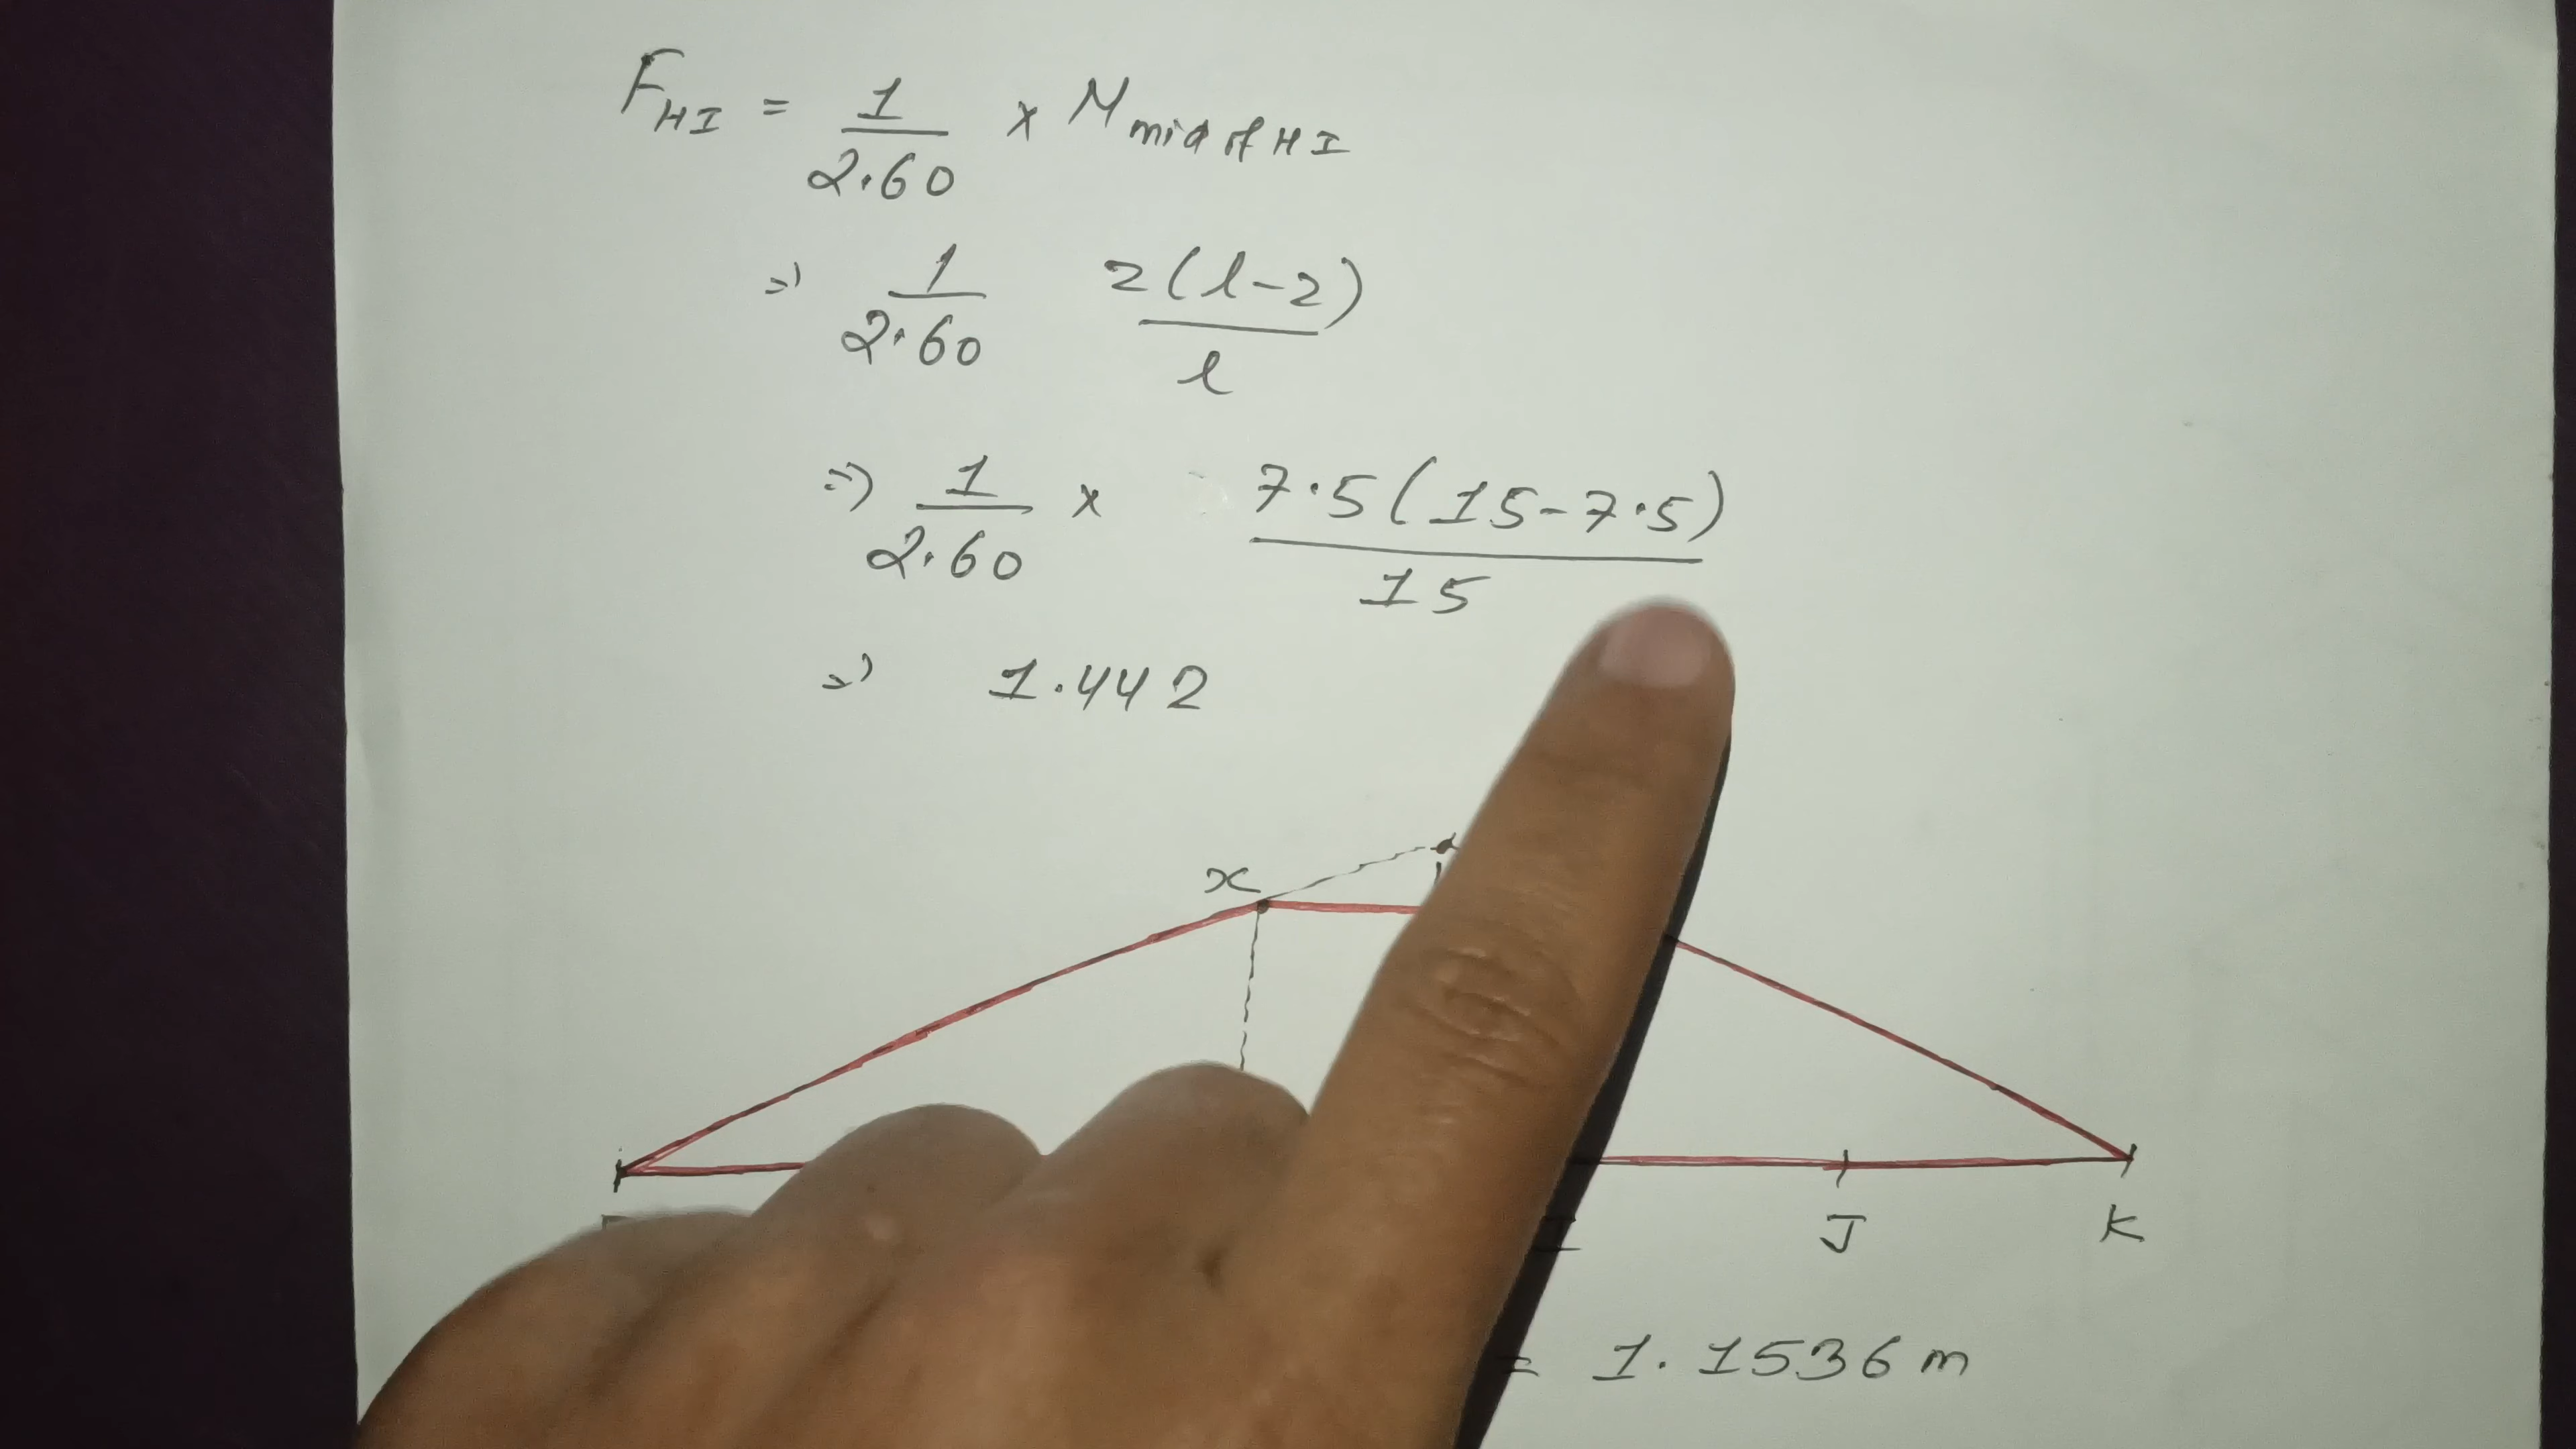 F_HI = 1/2.60 × M mid of HI
⇒ 1/2.60 z(l-z)/l
⇒ 1/2.60 × 7.5(15-7.5)/15
⇒ 1.442
x
I J K
= 1.1536 m